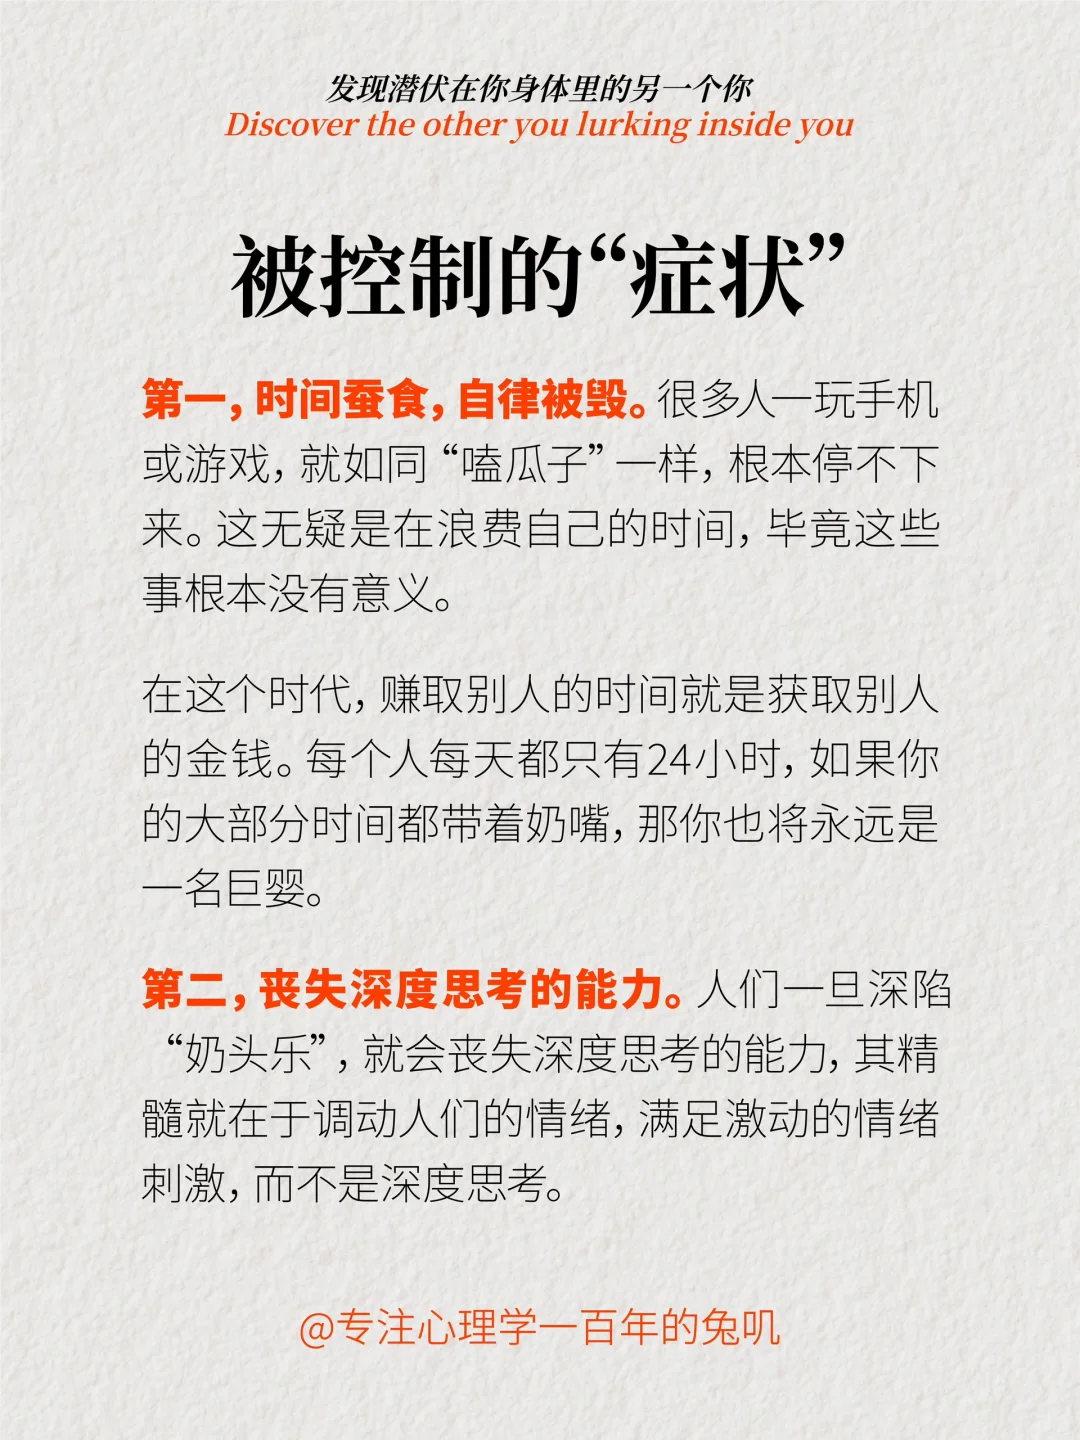 发现潜伏在你身体里的另一个你
Discover the other you lurking inside you
被控制的“症状”
第一，时间蚕食，自律被毁。很多人一玩手机
或游戏，就如同“嗑瓜子”一样，根本停不下
来。这无疑是在浪费自己的时间，毕竟这些
事根本没有意义。
在这个时代，赚取别人的时间就是获取别人
的金钱。每个人每天都只有24小时，如果你
的大部分时间都带着奶嘴，那你也将永远是
一名巨婴。
第二，丧失深度思考的能力。人们一旦深陷
“奶头乐”，就会丧失深度思考的能力，其精
髓就在于调动人们的情绪，满足激动的情绪
刺激，而不是深度思考。
@专注心理学一百年的兔叽